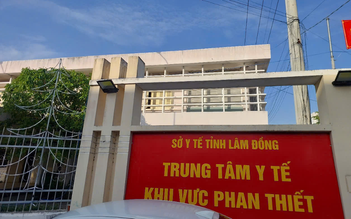 SỞ Y TẾ TỈNH LÂM ĐỒNG
TRUNG TÂM Y TẾ
KHU VỰC PHAN THIẾT